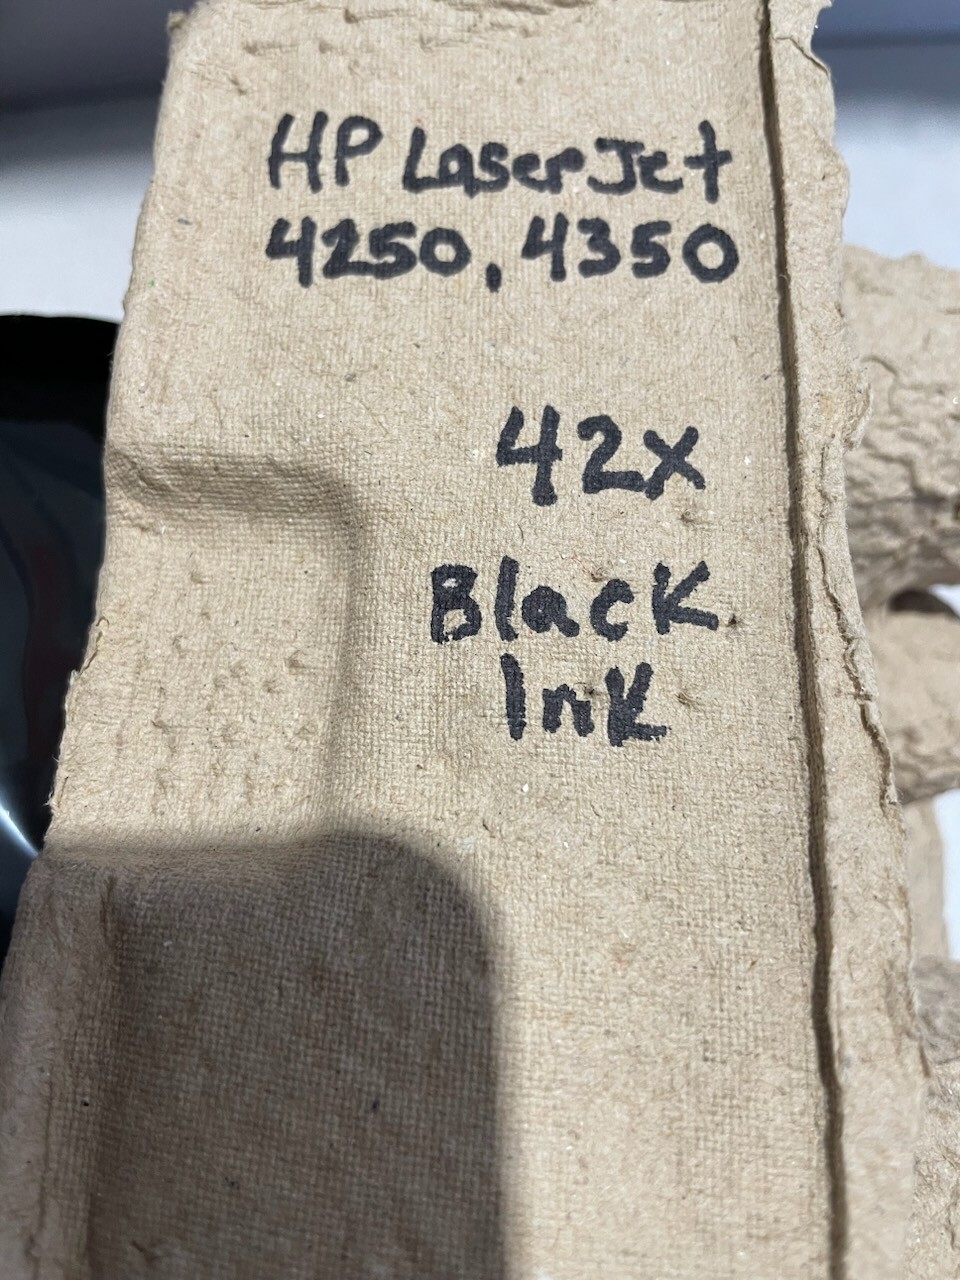 HP LaserJet
4250, 4350
42x
Black
Ink